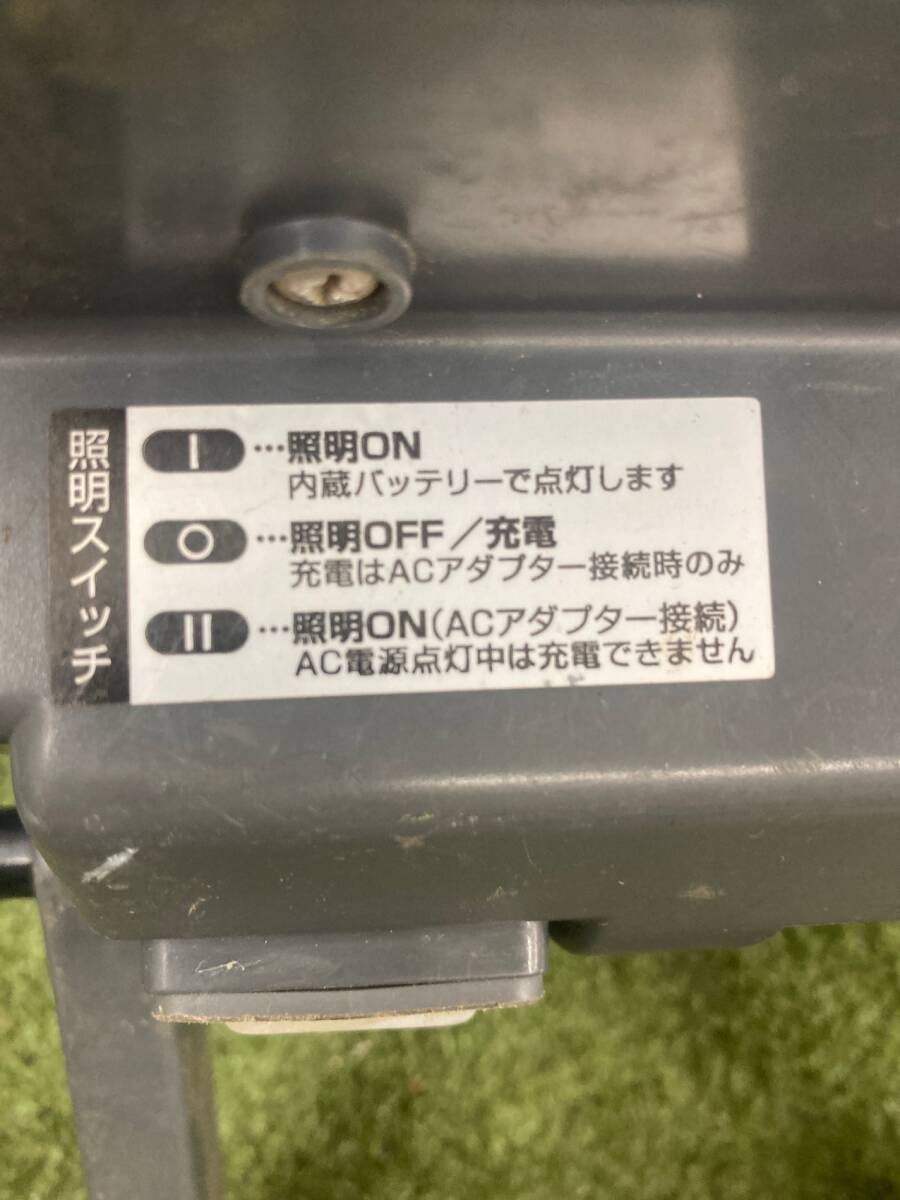 照明スイッチ
I…照明ON
内蔵バッテリーで点灯します
○…照明OFF／充電
充電はACアダプター接続時のみ
II…照明ON(ACアダプター接続)
AC電源点灯中は充電できません